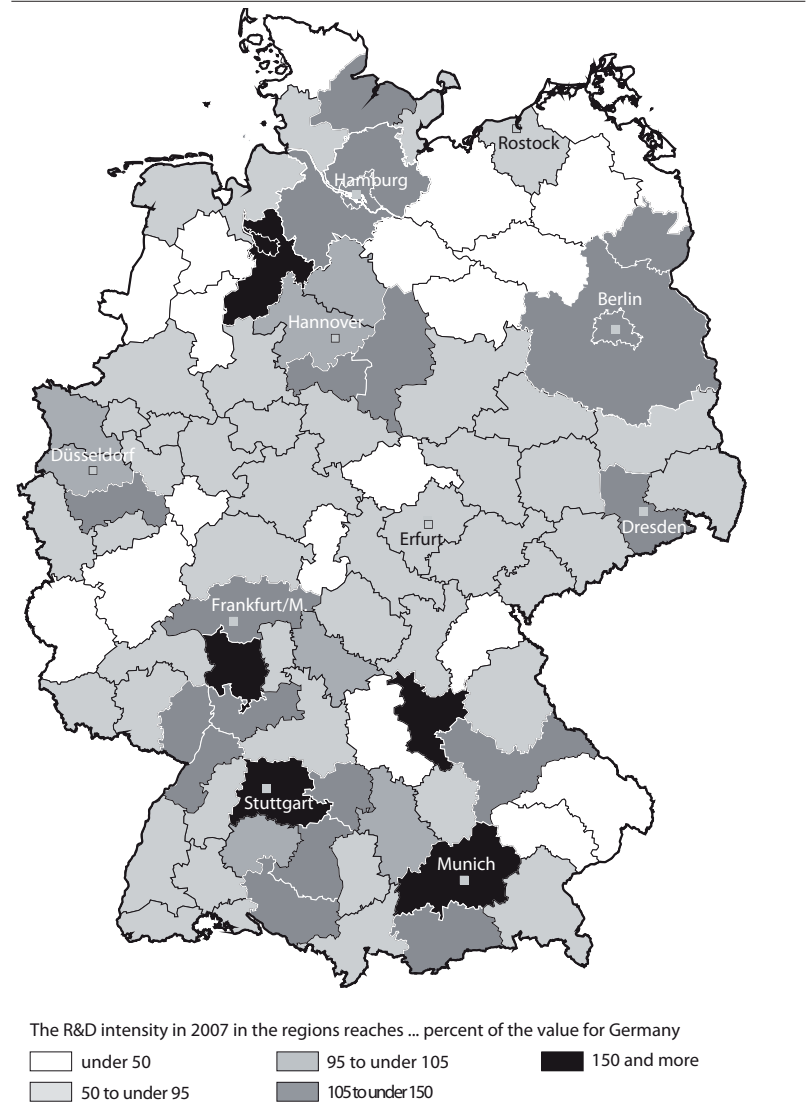 Rostock
Hamburg
Berlin
Hannover
Düsseldorf
Dresden
Erfurt
Frankfurt/M.
Stuttgart
Munich
The R&D intensity in 2007 in the regions reaches ... percent of the value for Germany
under 50
95 to under 105
150 and more
50 to under 95
105 to under 150